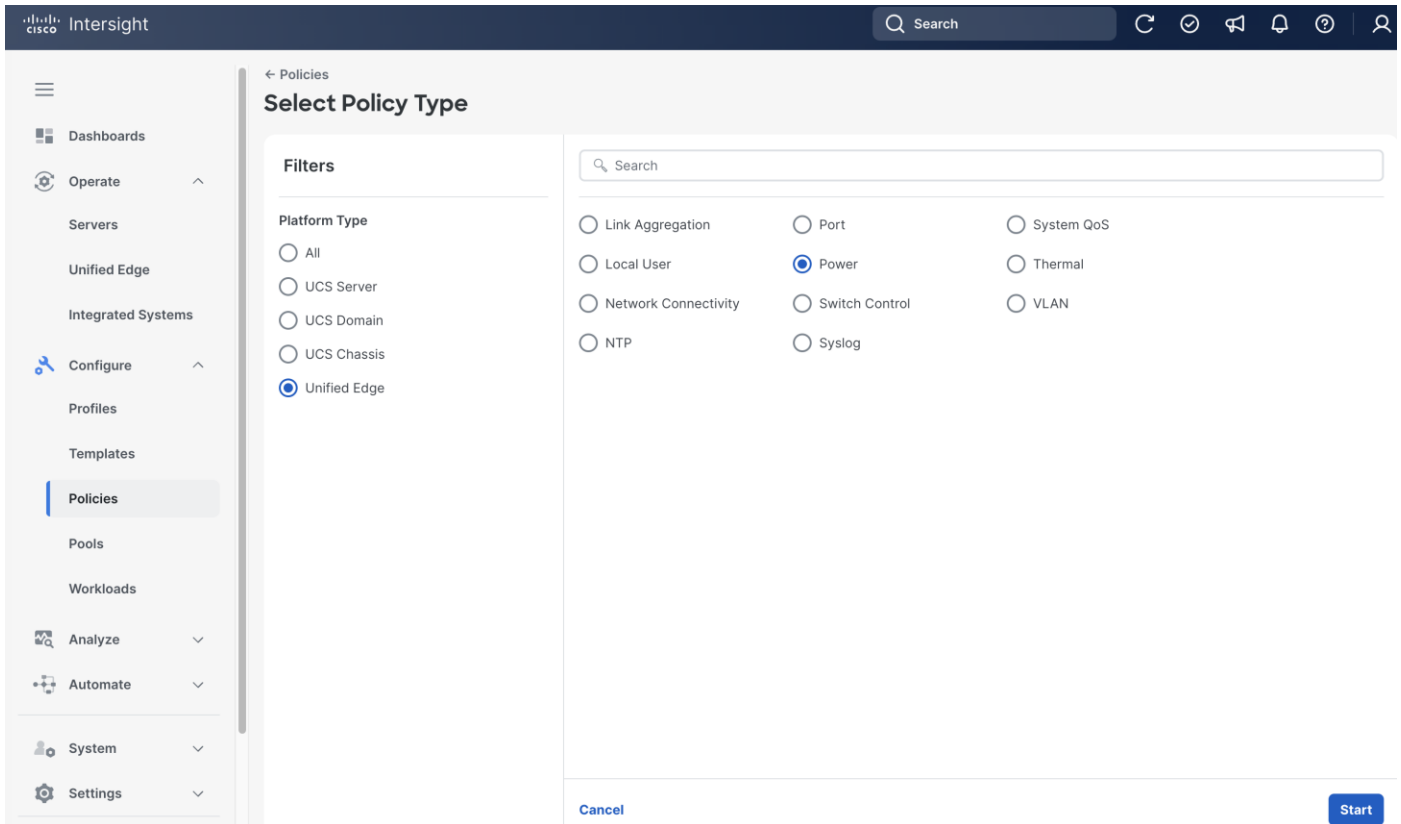 cisco Intersight
Search
← Policies
Select Policy Type
Dashboards
Operate
Servers
Unified Edge
Integrated Systems
Configure
Profiles
Templates
Policies
Pools
Workloads
Analyze
Automate
System
Settings
Filters
Platform Type
All
UCS Server
UCS Domain
UCS Chassis
Unified Edge
Search
Link Aggregation
Port
System QoS
Local User
Power
Thermal
Network Connectivity
Switch Control
VLAN
NTP
Syslog
Cancel
Start